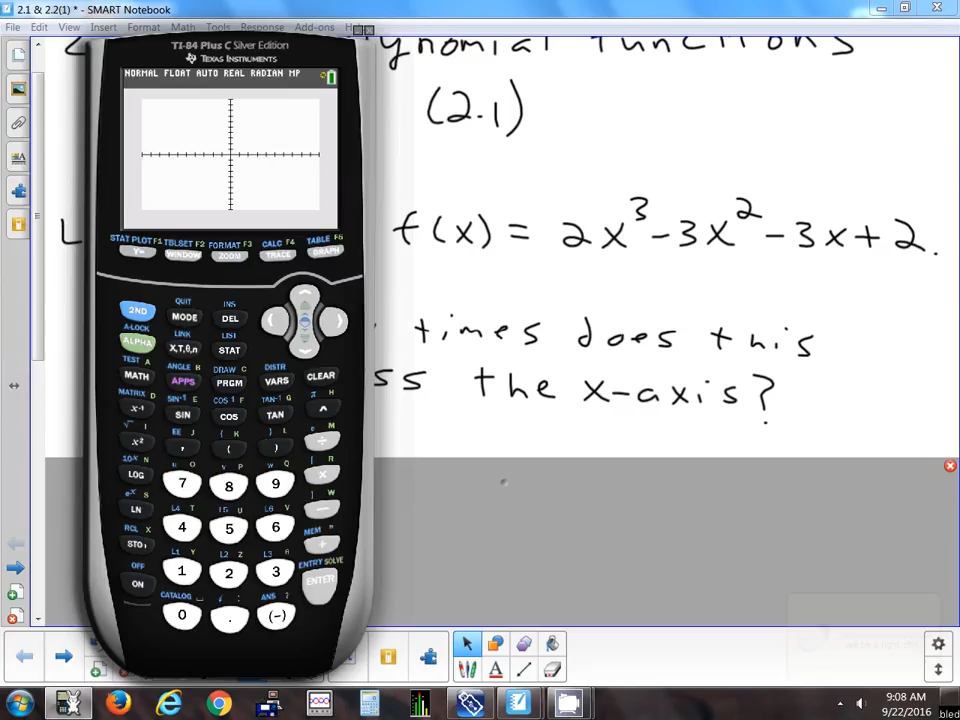 2.1 & 2.2(1) * - SMART Notebook
File Edit View Insert Format Math Tools Response Add-ons
TI-84 Plus C Silver Edition
TEXAS INSTRUMENTS
NORMAL FLOAT AUTO REAL RADIAN MP
ynomial functions
(2.1)
L f(x) = 2x³-3x²-3x+2.
times does this
ss the x-axis?
STAT PLOT F1 TBLSET F2 FORMAT F3 CALC F4 TABLE F5
Y= WINDOW ZOOM TRACE GRAPH
QUIT INS
2ND MODE DEL
A-LOCK LINK LIST
ALPHA X,T,θ,n STAT
TEST A ANGLE B DRAW C DISTR
MATH APPS PRGM VARS CLEAR
MATRIX D SIN⁻¹ E COS⁻¹ F TAN⁻¹ G π H
x⁻¹ SIN COS TAN ^
√ I EE J { K } L e M
x² , ( ) ÷
10ˣ N u O v P w Q [ R
LOG 7 8 9 ×
eˣ S L4 T L5 U L6 V ] W
LN 4 5 6 −
RCL X L1 Y L2 Z L3 θ MEM "
STO› 1 2 3 +
OFF CATALOG ⎵ i : ANS ? ENTRY SOLVE
ON 0 . (−) ENTER
9:08 AM
9/22/2016